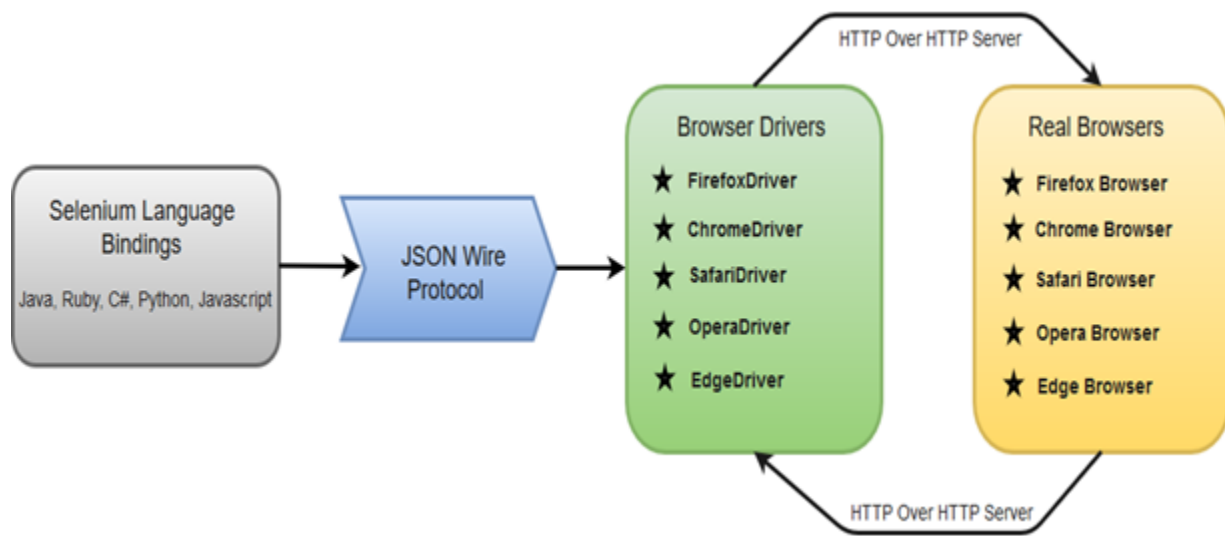 HTTP Over HTTP Server
Selenium Language
Bindings
Java, Ruby, C#, Python, Javascript
JSON Wire
Protocol
Browser Drivers
FirefoxDriver
ChromeDriver
SafariDriver
OperaDriver
EdgeDriver
Real Browsers
Firefox Browser
Chrome Browser
Safari Browser
Opera Browser
Edge Browser
HTTP Over HTTP Server